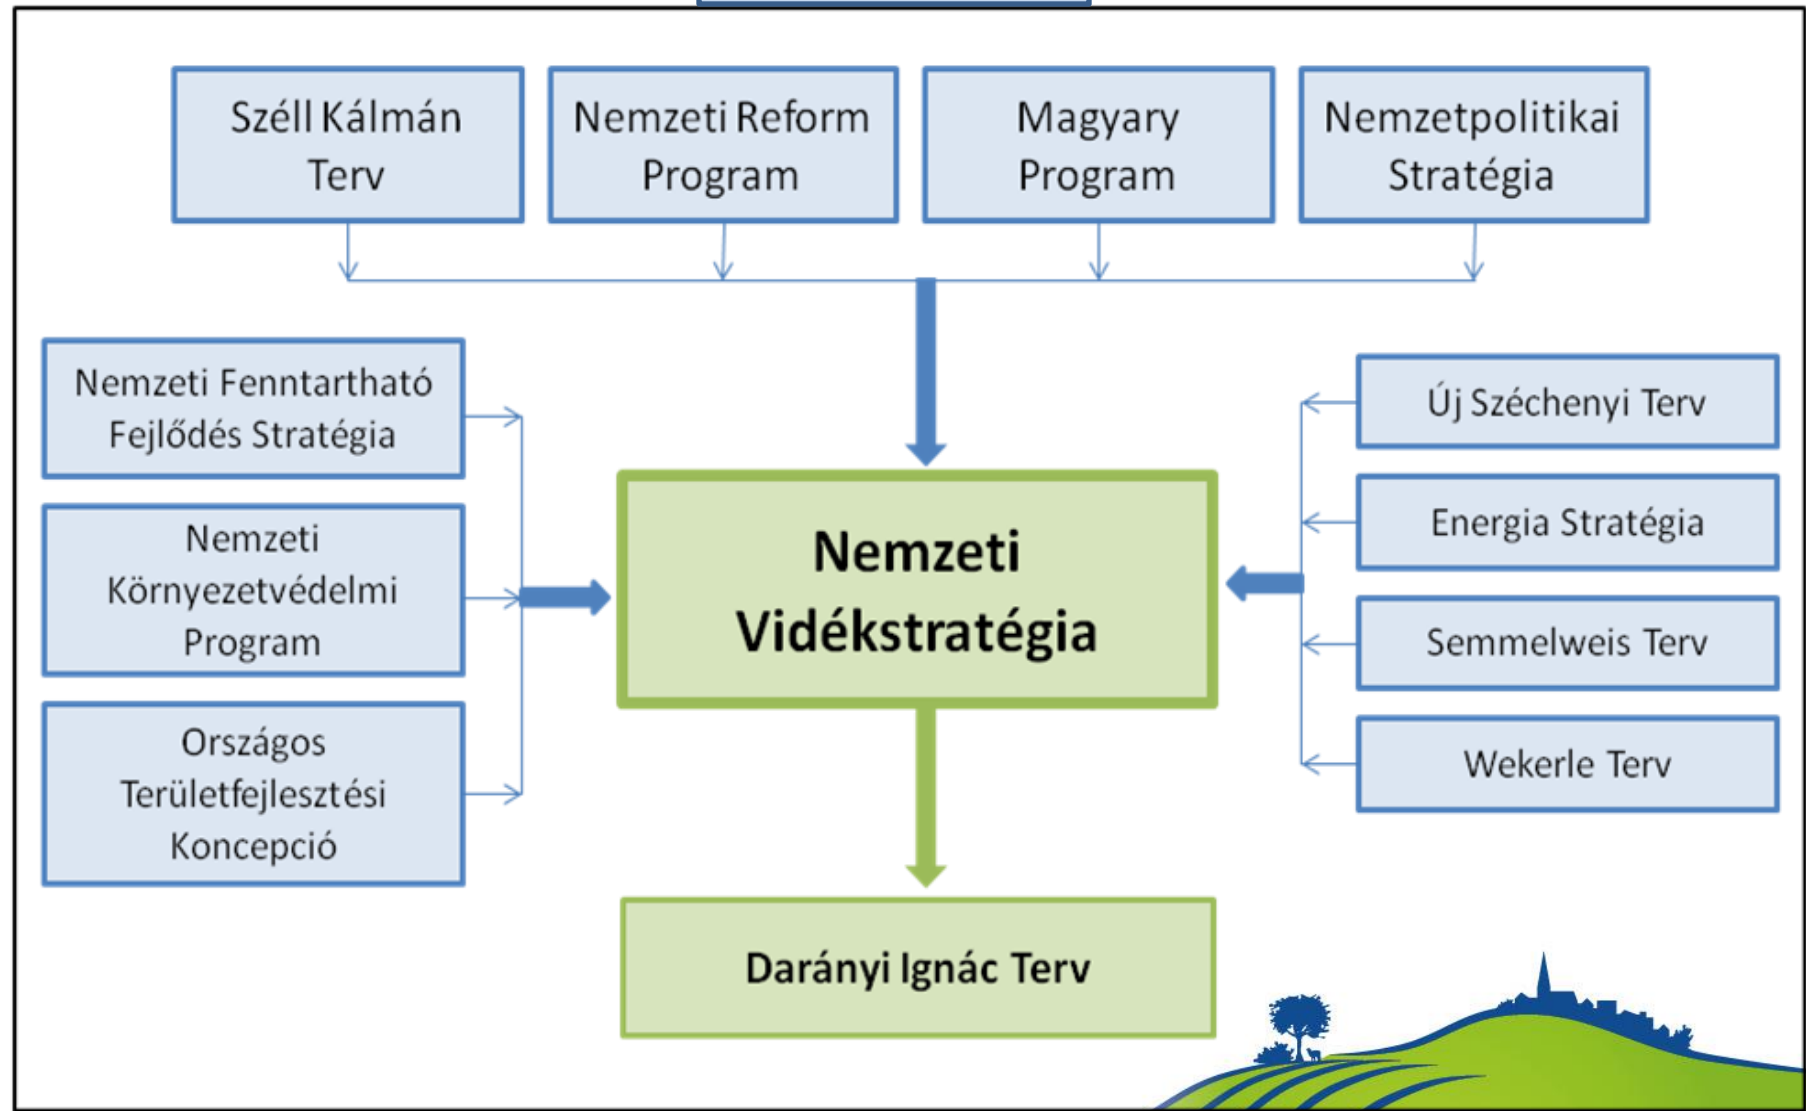 Széll Kálmán
Terv
Nemzeti Reform
Program
Magyary
Program
Nemzetpolitikai
Stratégia
Nemzeti Fenntartható
Fejlődés Stratégia
Nemzeti
Környezetvédelmi
Program
Országos
Területfejlesztési
Koncepció
Nemzeti
Vidékstratégia
Új Széchenyi Terv
Energia Stratégia
Semmelweis Terv
Wekerle Terv
Darányi Ignác Terv